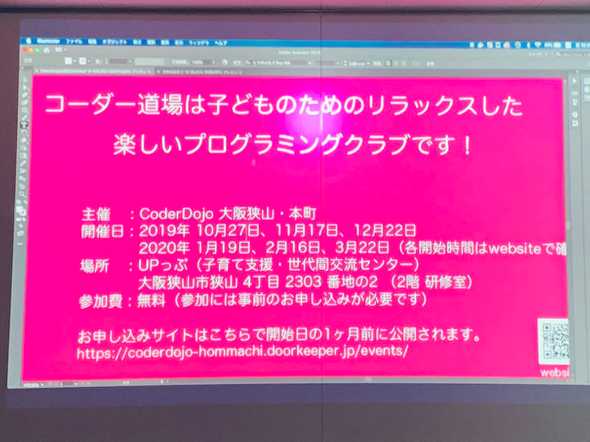 コーダー道場は子どものためのリラックスした
楽しいプログラミングクラブです！
主催　：CoderDojo 大阪狭山・本町
開催日：2019年 10月27日、11月17日、12月22日
2020年 1月19日、2月16日、3月22日（各開始時間はwebsiteで確
場所　：UPっぷ（子育て支援・世代間交流センター）
大阪狭山市狭山 4丁目 2303 番地の2 （2階 研修室）
参加費：無料（参加には事前のお申し込みが必要です）
お申し込みサイトはこちらで開始日の1ヶ月前に公開されます。
https://coderdojo-hommachi.doorkeeper.jp/events/
websi